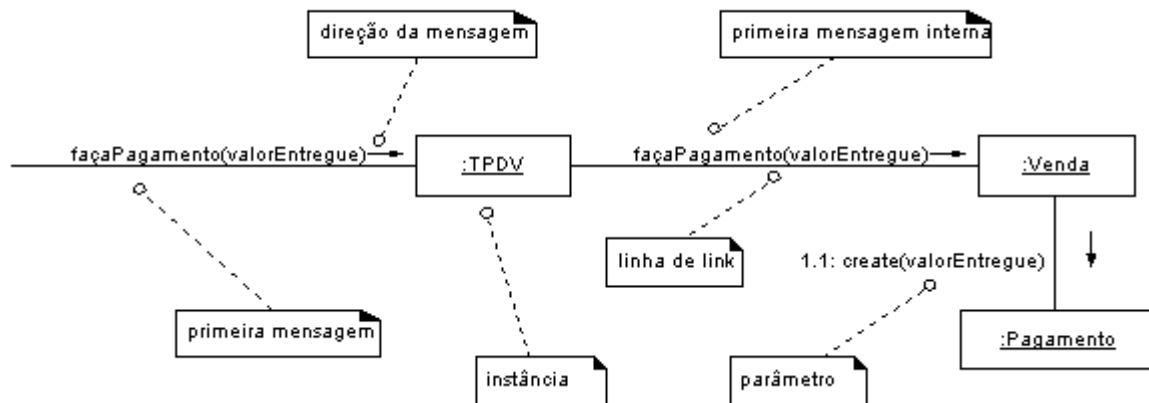 direção da mensagem
primeira mensagem interna
façaPagamento(valorEntregue)
:TPDV
façaPagamento(valorEntregue)
:Venda
linha de link
1.1: create(valorEntregue)
primeira mensagem
:Pagamento
instância
parâmetro